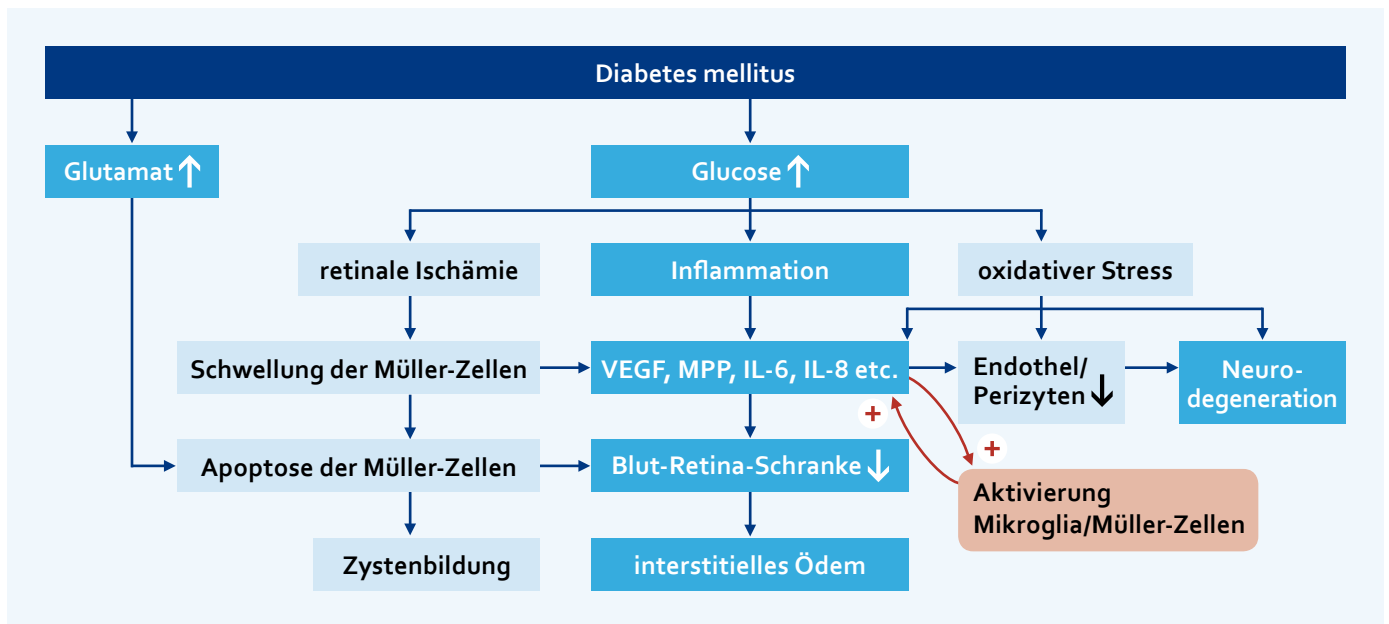 Diabetes mellitus
Glutamat ↑
Glucose ↑
retinale Ischämie
Inflammation
oxidativer Stress
Schwellung der Müller-Zellen
VEGF, MPP, IL-6, IL-8 etc.
Endothel/
Perizyten ↓
Neuro-
degeneration
+
+
Apoptose der Müller-Zellen
Blut-Retina-Schranke ↓
Aktivierung
Mikroglia/Müller-Zellen
Zystenbildung
interstitielles Ödem